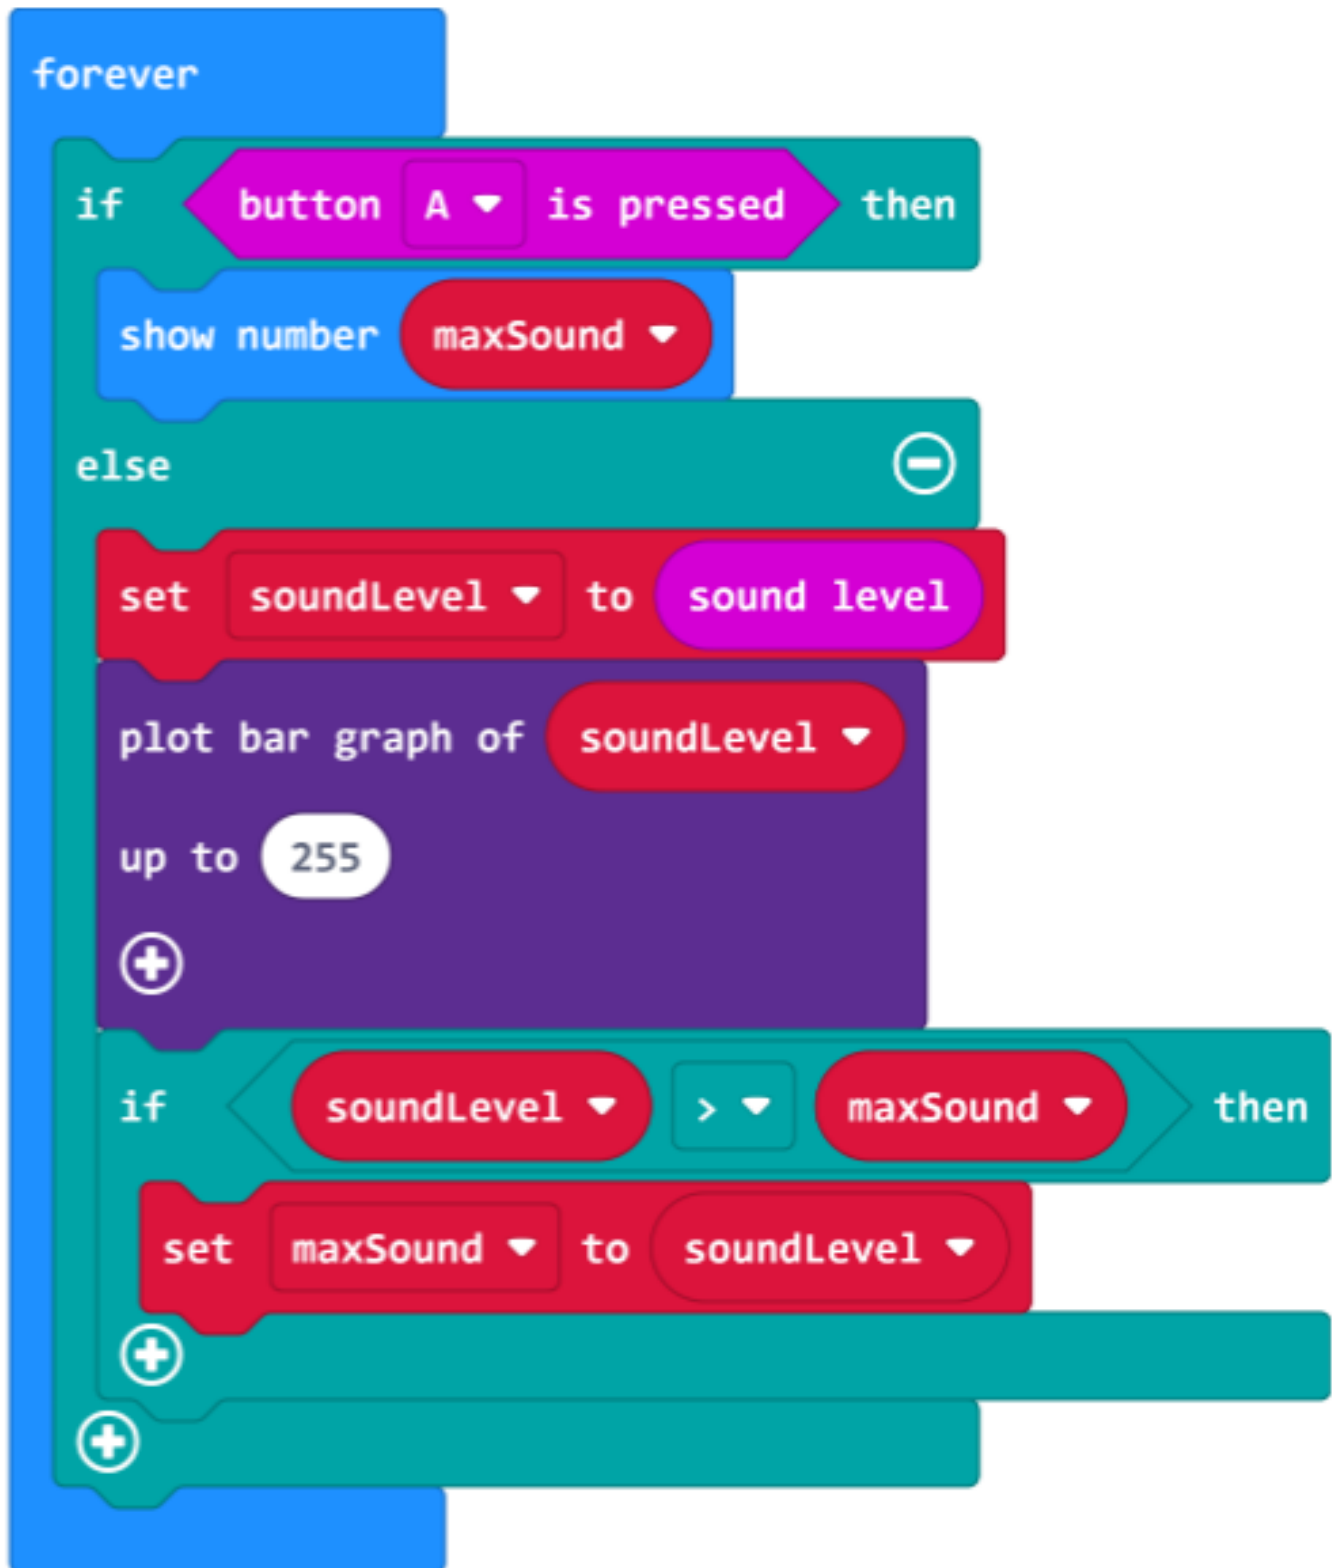 forever
if button A is pressed then
show number maxSound
else
set soundLevel to sound level
plot bar graph of soundLevel
up to 255
if soundLevel > maxSound then
set maxSound to soundLevel